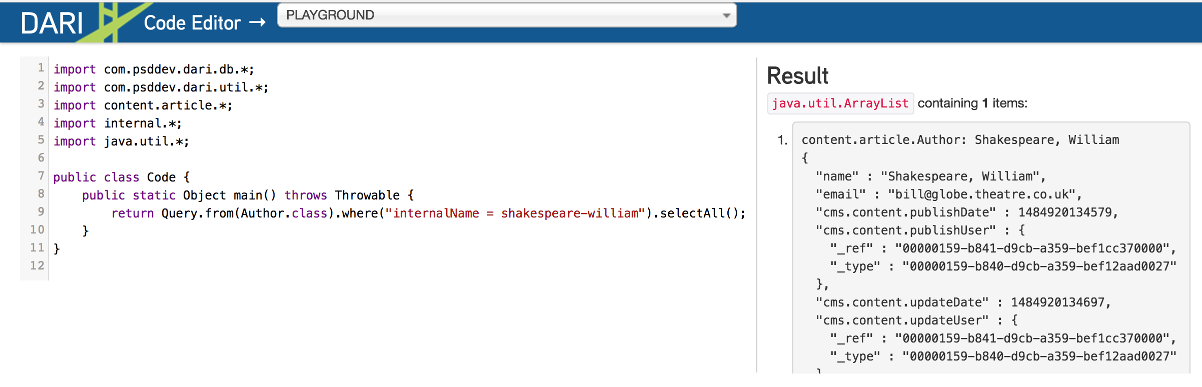 DARI Code Editor → PLAYGROUND
1 import com.psddev.dari.db.*;
2 import com.psddev.dari.util.*;
3 import content.article.*;
4 import internal.*;
5 import java.util.*;
6
7 public class Code {
8 public static Object main() throws Throwable {
9 return Query.from(Author.class).where("internalName = shakespeare-william").selectAll();
10 }
11 }
12
Result
java.util.ArrayList containing 1 items:
1. content.article.Author: Shakespeare, William
{
"name" : "Shakespeare, William",
"email" : "bill@globe.theatre.co.uk",
"cms.content.publishDate" : 1484920134579,
"cms.content.publishUser" : {
"_ref" : "00000159-b841-d9cb-a359-bef1cc370000",
"_type" : "00000159-b840-d9cb-a359-bef12aad0027"
},
"cms.content.updateDate" : 1484920134697,
"cms.content.updateUser" : {
"_ref" : "00000159-b841-d9cb-a359-bef1cc370000",
"_type" : "00000159-b840-d9cb-a359-bef12aad0027"